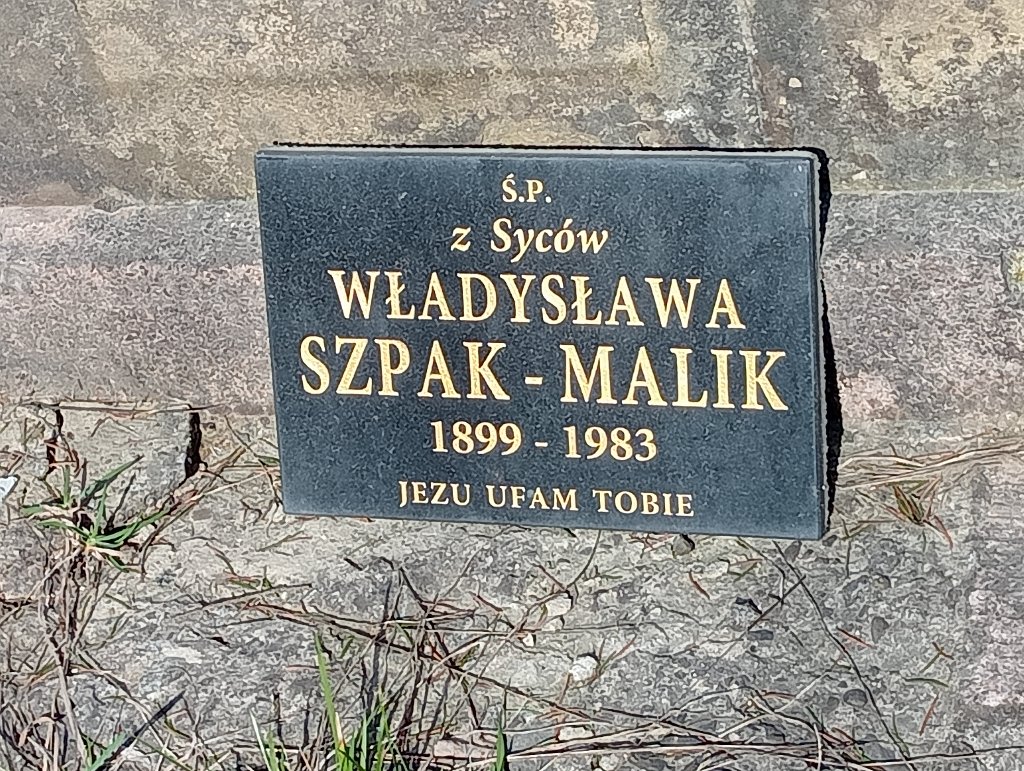 Ś.P.
z Syców
WŁADYSŁAWA
SZPAK - MALIK
1899 - 1983
JEZU UFAM TOBIE